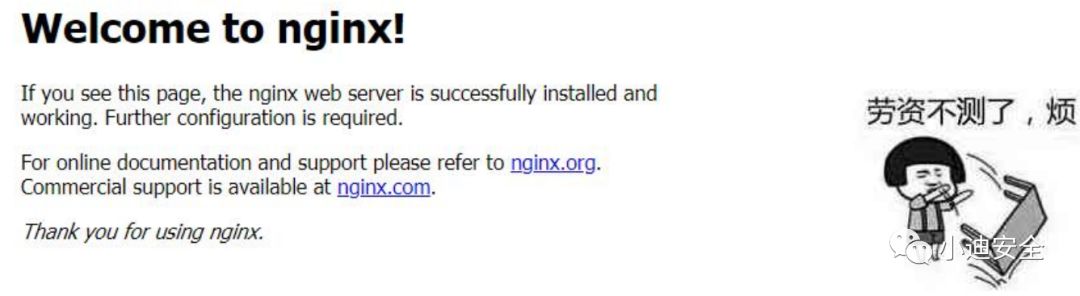 Welcome to nginx!
If you see this page, the nginx web server is successfully installed and
working. Further configuration is required.
For online documentation and support please refer to nginx.org.
Commercial support is available at nginx.com.
Thank you for using nginx.
劳资不测了，烦
小迪安全